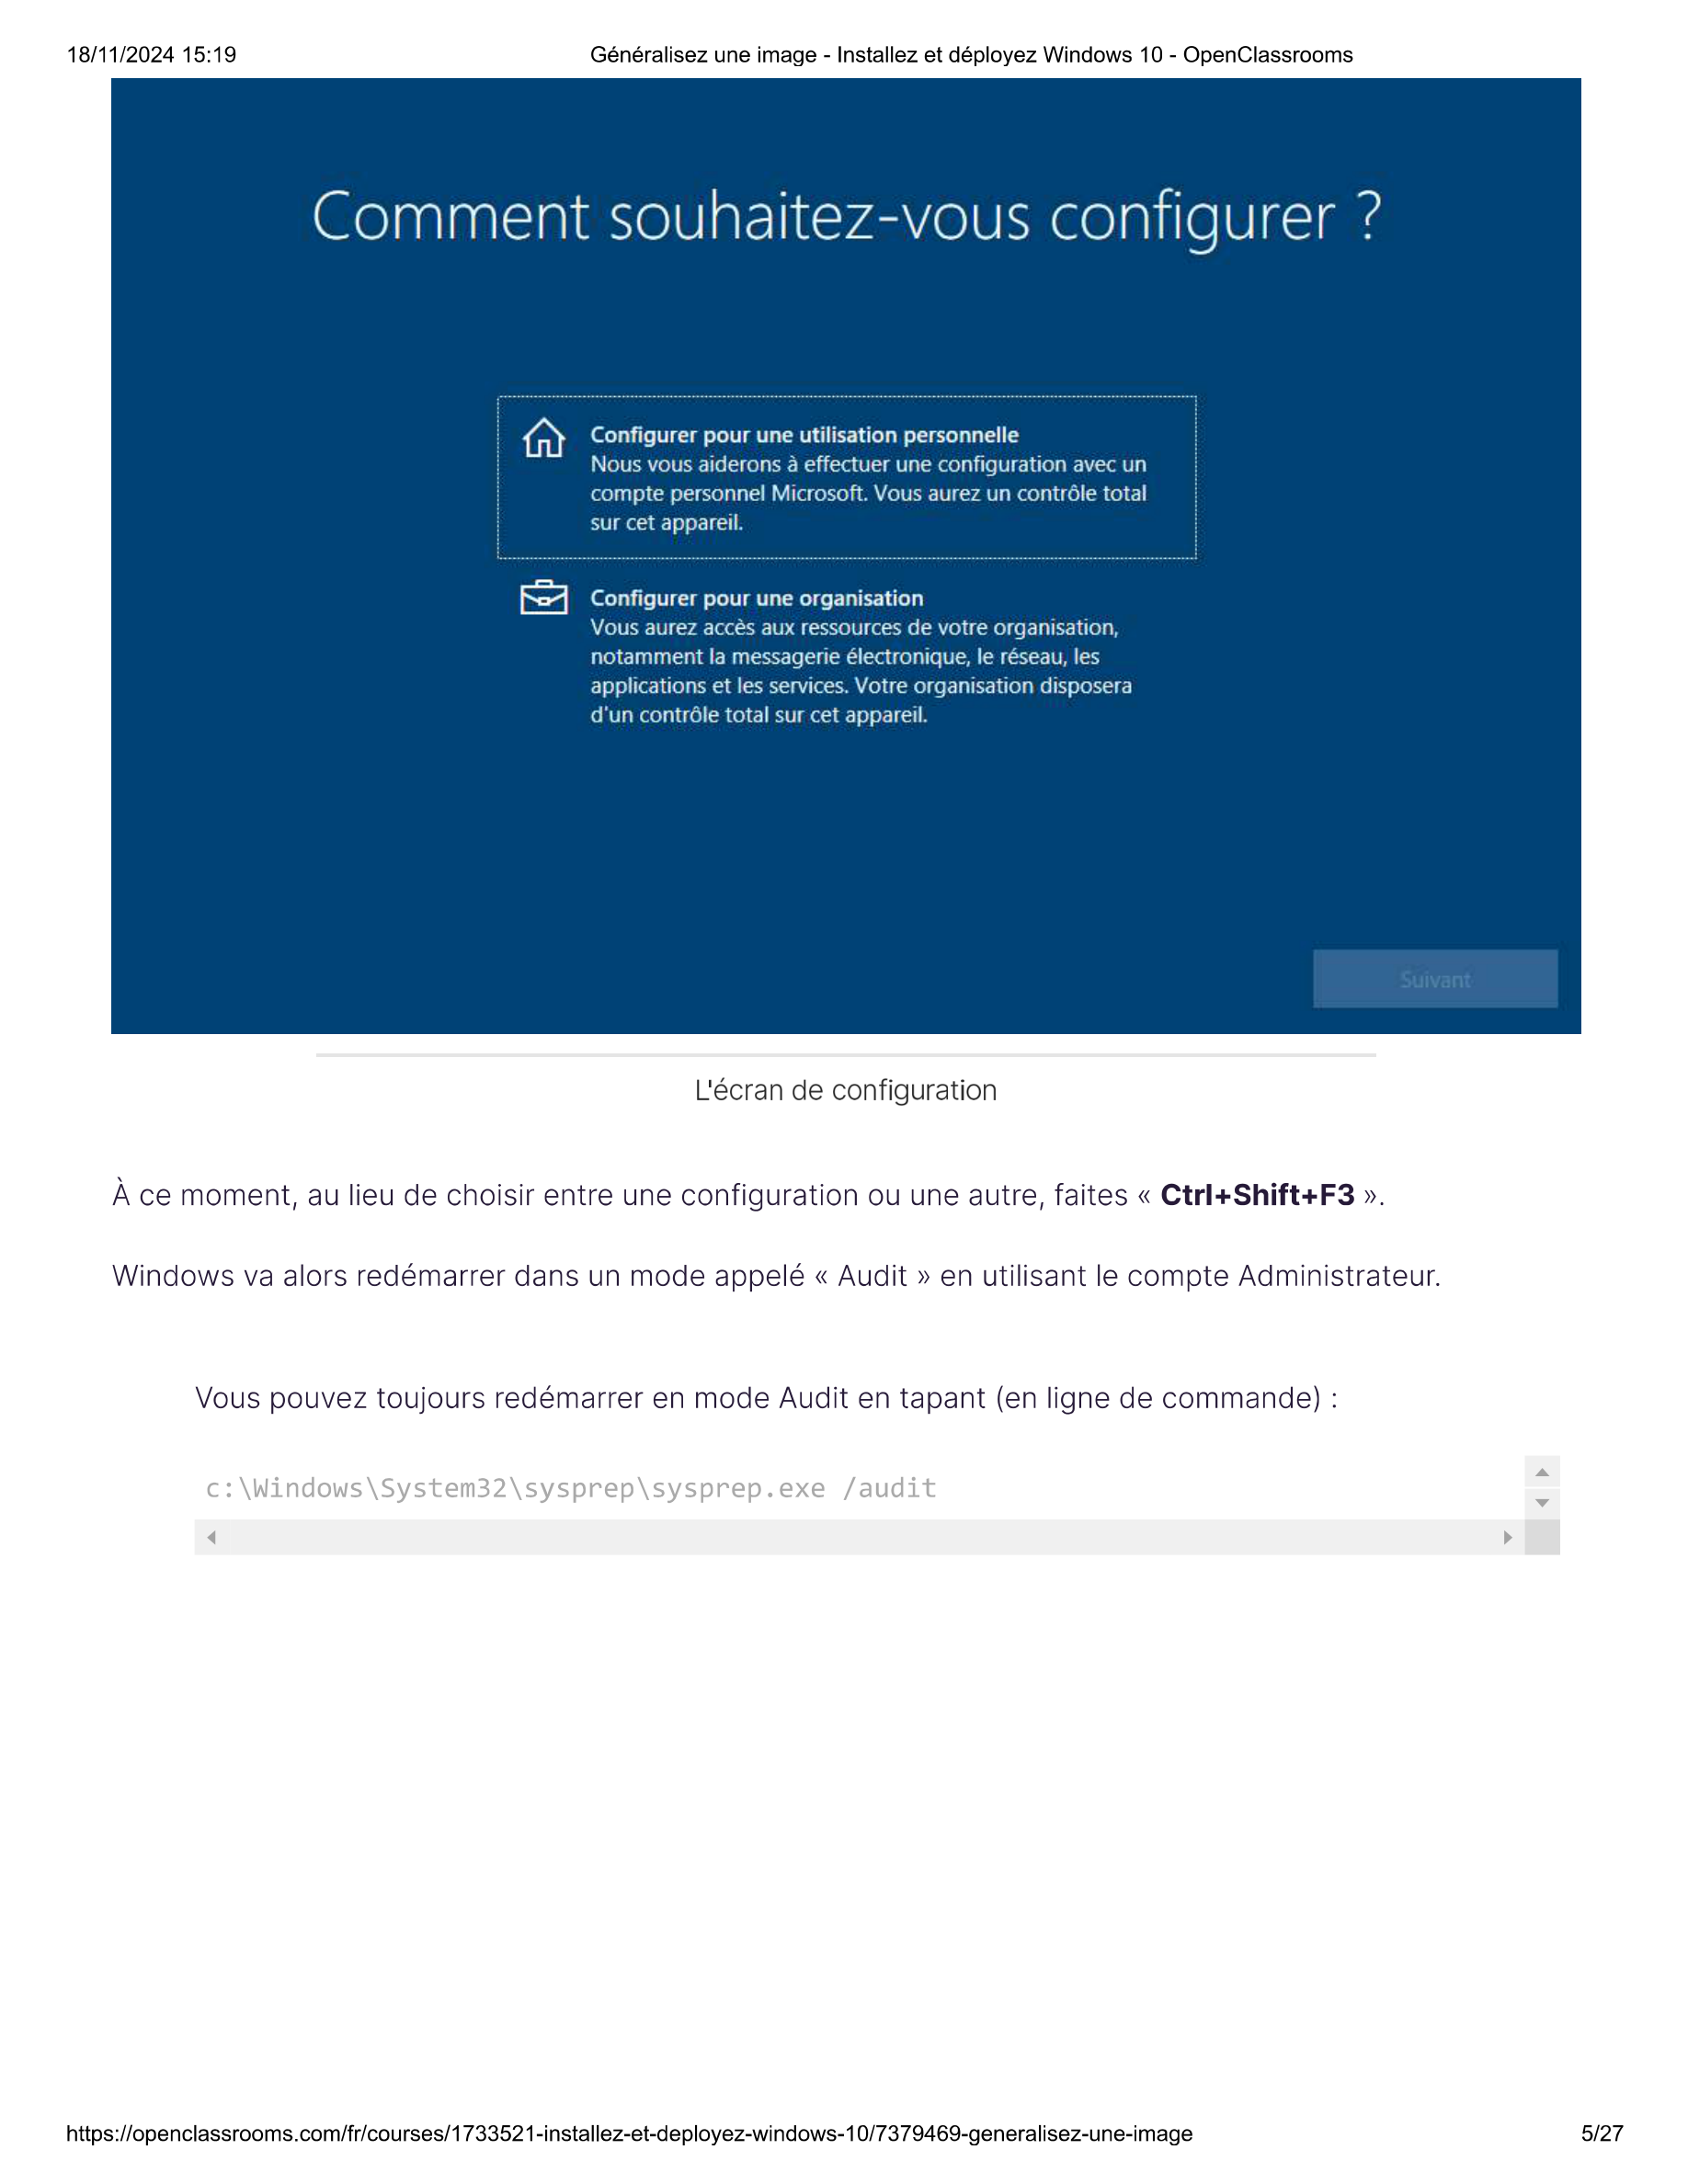 18/11/2024 15:19
Généralisez une image - Installez et déployez Windows 10 - OpenClassrooms
Comment souhaitez-vous configurer ?
Configurer pour une utilisation personnelle
Nous vous aiderons à effectuer une configuration avec un
compte personnel Microsoft. Vous aurez un contrôle total
sur cet appareil.
Configurer pour une organisation
Vous aurez accès aux ressources de votre organisation,
notamment la messagerie électronique, le réseau, les
applications et les services. Votre organisation disposera
d'un contrôle total sur cet appareil.
Suivant
L'écran de configuration
À ce moment, au lieu de choisir entre une configuration ou une autre, faites « Ctrl+Shift+F3 ».
Windows va alors redémarrer dans un mode appelé « Audit » en utilisant le compte Administrateur.
Vous pouvez toujours redémarrer en mode Audit en tapant (en ligne de commande) :
c:\Windows\System32\sysprep\sysprep.exe /audit
https://openclassrooms.com/fr/courses/1733521-installez-et-deployez-windows-10/7379469-generalisez-une-image
5/27